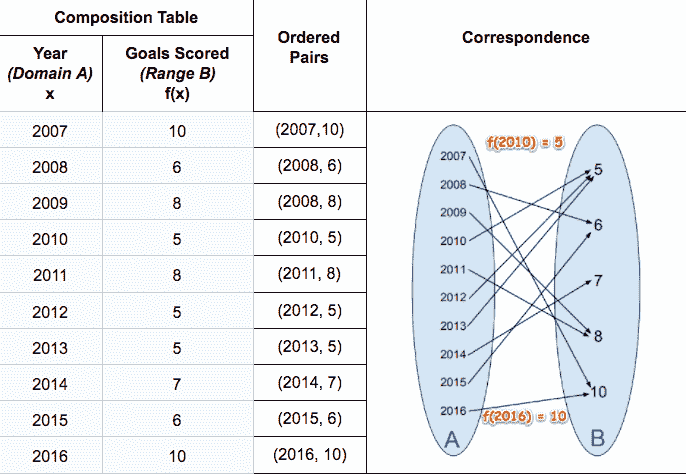 Composition Table
Ordered
Pairs
Correspondence
Year
(Domain A)
x
Goals Scored
(Range B)
f(x)
2007 10 (2007,10)
2008 6 (2008, 6)
2009 8 (2008, 8)
2010 5 (2010, 5)
2011 8 (2011, 8)
2012 5 (2012, 5)
2013 5 (2013, 5)
2014 7 (2014, 7)
2015 6 (2015, 6)
2016 10 (2016, 10)
f(2010) = 5
2007
2008
2009
2010
2011
2012
2013
2014
2015
2016
A
5
6
7
8
10
B
f(2016) = 10